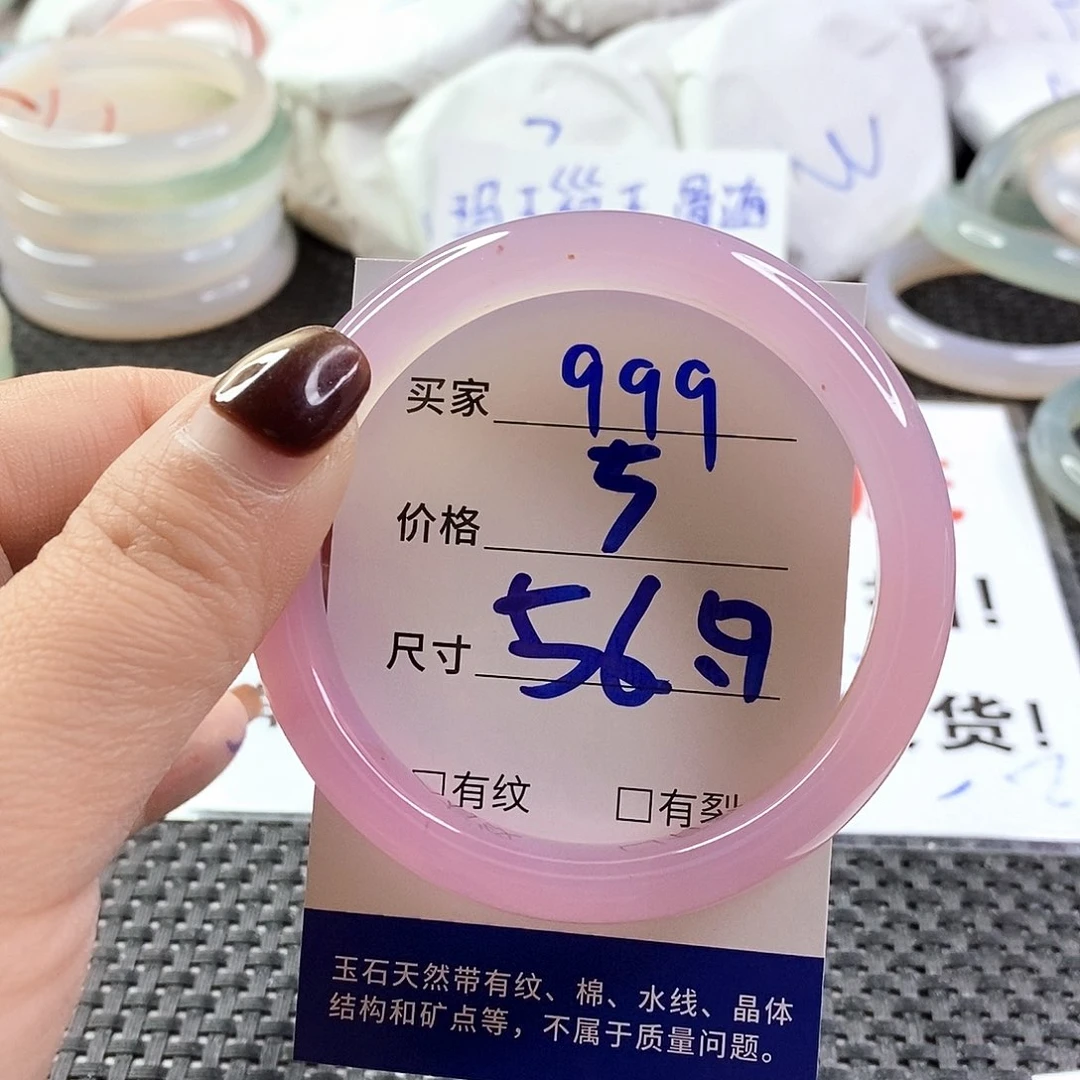 买家 999
价格 5
尺寸 56.9
□有纹 □有裂
货!
玉石天然带有纹、棉、水线、晶体
结构和矿点等，不属于质量问题。